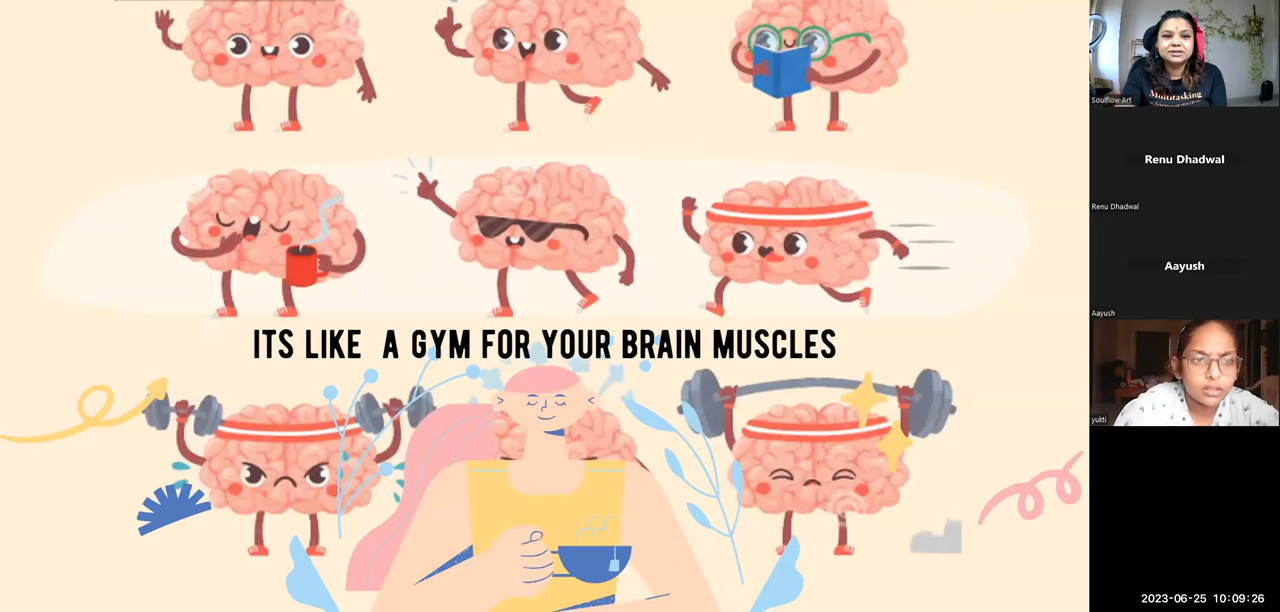 Multitasking
Soulflow Art
Renu Dhadwal
Renu Dhadwal
Aayush
Aayush
ITS LIKE A GYM FOR YOUR BRAIN MUSCLES
yukti
2023-06-25 10:09:26